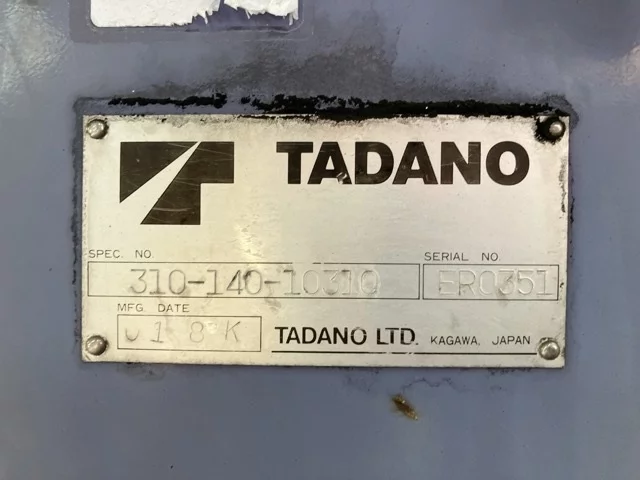 TADANO
SPEC. NO.
SERIAL NO.
310-140-10310
ER0351
MFG. DATE
TADANO LTD. KAGAWA, JAPAN